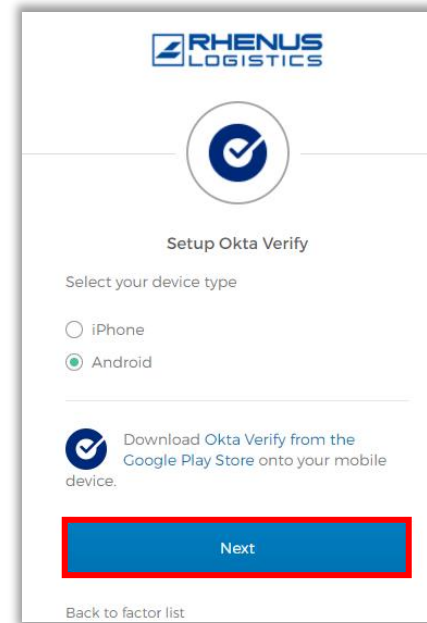 RHENUS
LOGISTICS
Setup Okta Verify
Select your device type
iPhone
Android
Download Okta Verify from the
Google Play Store onto your mobile
device.
Next
Back to factor list